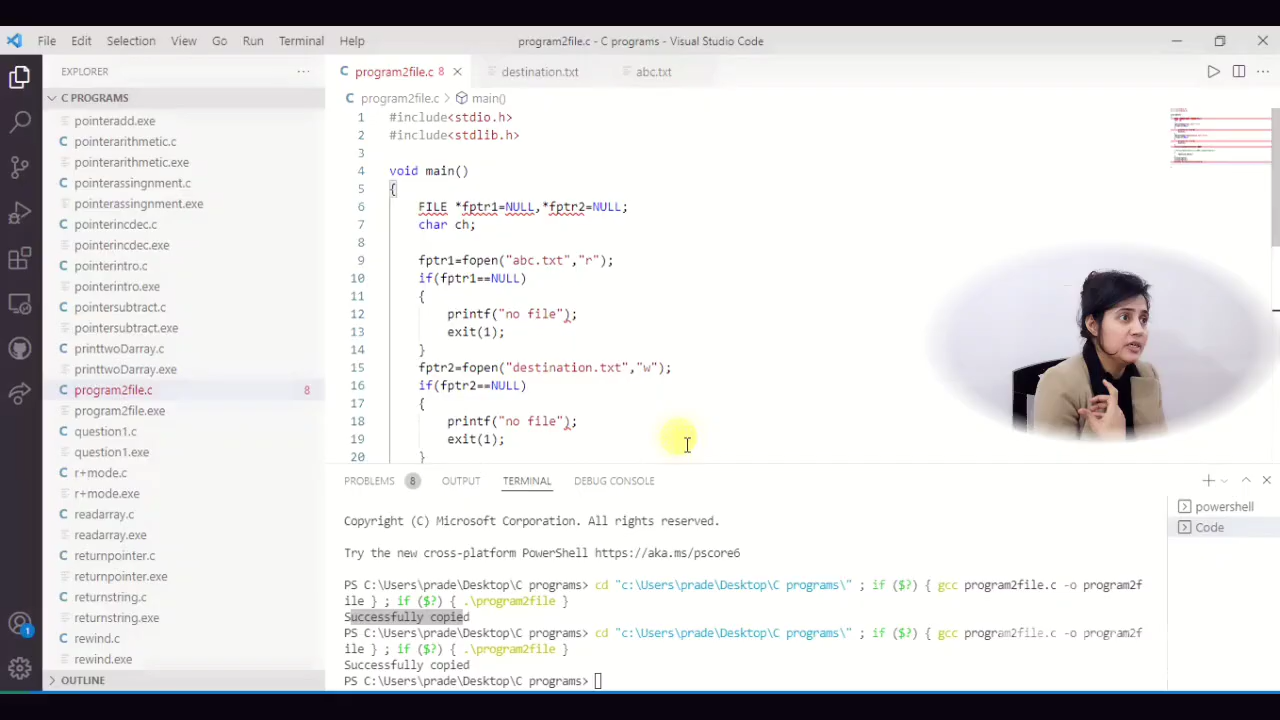 File Edit Selection View Go Run Terminal Help program2file.c - C programs - Visual Studio Code
EXPLORER
C PROGRAMS
pointeradd.exe
C pointerarithmetic.c
pointerarithmetic.exe
C pointerassingnment.c
pointerassingnment.exe
C pointerincdec.c
pointerincdec.exe
C pointerintro.c
pointerintro.exe
C pointersubtract.c
pointersubtract.exe
C printtwoDarray.c
printtwoDarray.exe
C program2file.c 8
program2file.exe
C question1.c
question1.exe
C r+mode.c
r+mode.exe
C readarray.c
readarray.exe
C returnpointer.c
returnpointer.exe
C returnstring.c
returnstring.exe
C rewind.c
rewind.exe
OUTLINE
1
C program2file.c 8 destination.txt abc.txt
C program2file.c > main()
1 #include<stdio.h>
2 #include<stdlib.h>
3
4 void main()
5 {
6 FILE *fptr1=NULL,*fptr2=NULL;
7 char ch;
8
9 fptr1=fopen("abc.txt","r");
10 if(fptr1==NULL)
11 {
12 printf("no file");
13 exit(1);
14 }
15 fptr2=fopen("destination.txt","w");
16 if(fptr2==NULL)
17 {
18 printf("no file");
19 exit(1);
20 }
PROBLEMS 8 OUTPUT TERMINAL DEBUG CONSOLE
Copyright (C) Microsoft Corporation. All rights reserved.
Try the new cross-platform PowerShell https://aka.ms/pscore6
PS C:\Users\prade\Desktop\C programs> cd "c:\Users\prade\Desktop\C programs\" ; if ($?) { gcc program2file.c -o program2f
ile } ; if ($?) { .\program2file }
Successfully copied
PS C:\Users\prade\Desktop\C programs> cd "c:\Users\prade\Desktop\C programs\" ; if ($?) { gcc program2file.c -o program2f
ile } ; if ($?) { .\program2file }
Successfully copied
PS C:\Users\prade\Desktop\C programs>
powershell
Code